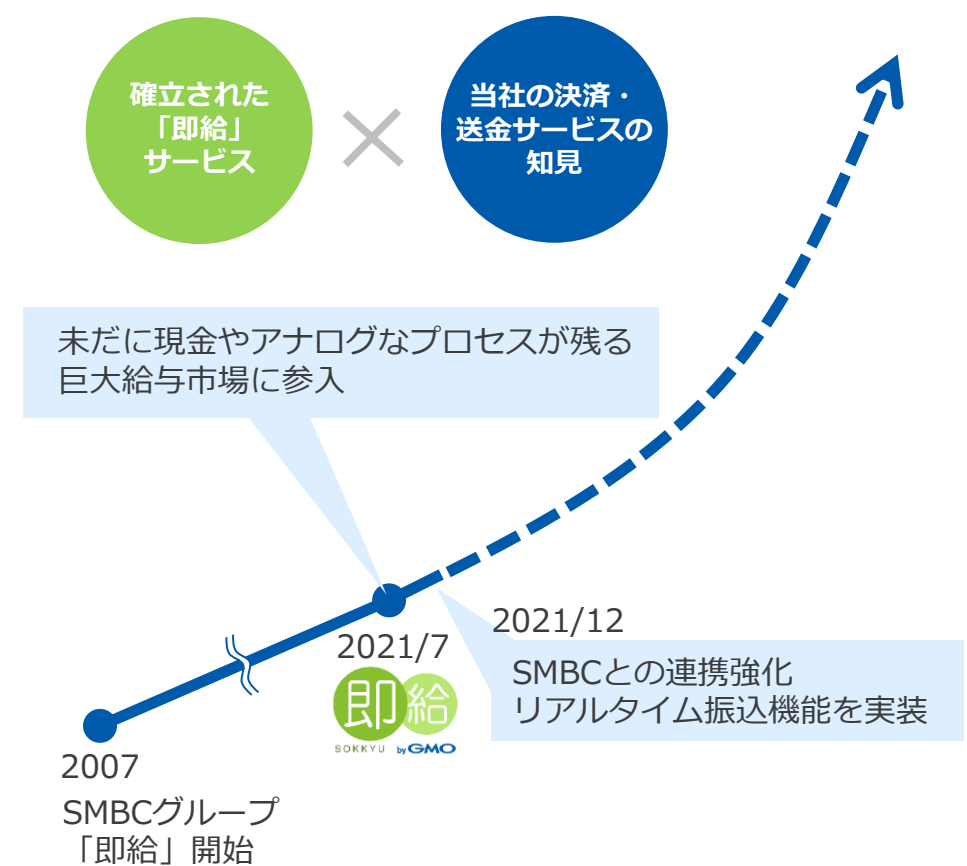 確立された
「即給」
サービス
×
当社の決済・
送金サービスの
知見
未だに現金やアナログなプロセスが残る
巨大給与市場に参入
2021/12
SMBCとの連携強化
リアルタイム振込機能を実装
2021/7
即給
SOKKYU by GMO
2007
SMBCグループ
「即給」開始